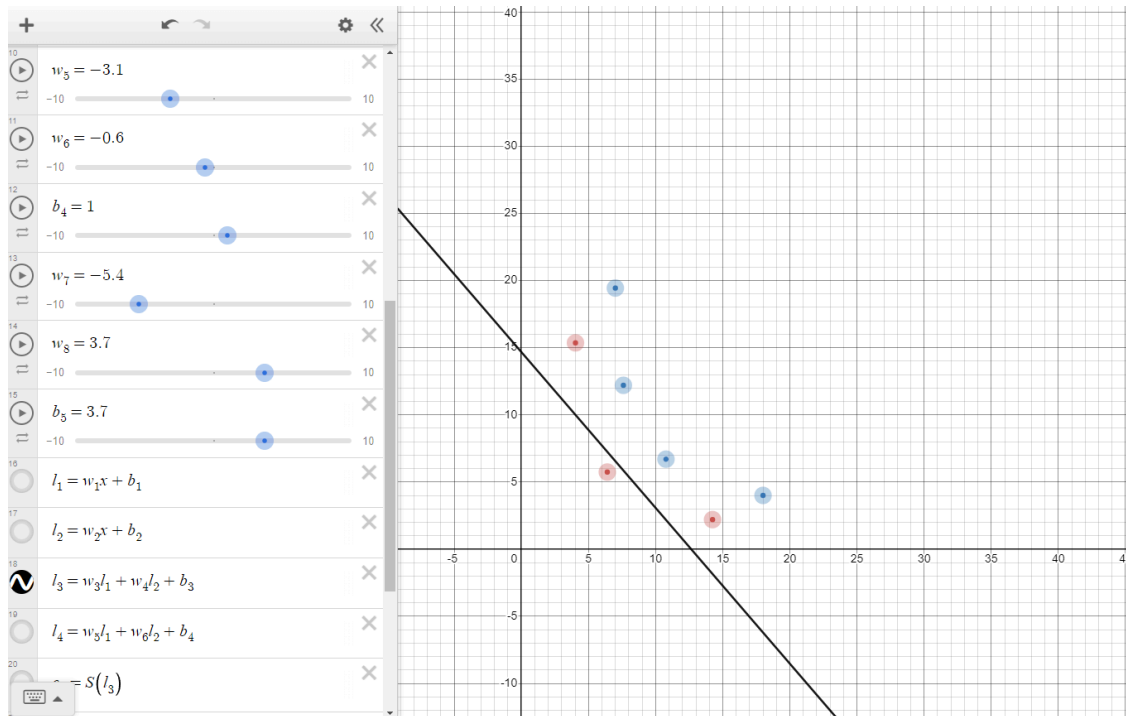 10
w₅ = −3.1
-10 10
11
w₆ = −0.6
-10 10
12
b₄ = 1
-10 10
13
w₇ = −5.4
-10 10
14
w₈ = 3.7
-10 10
15
b₅ = 3.7
-10 10
16
l₁ = w₁x + b₁
17
l₂ = w₂x + b₂
18
l₃ = w₃l₁ + w₄l₂ + b₃
19
l₄ = w₅l₁ + w₆l₂ + b₄
20
= S(l₃)
40
35
30
25
20
15
10
5
-5 0 5 10 15 20 25 30 35 40
-5
-10